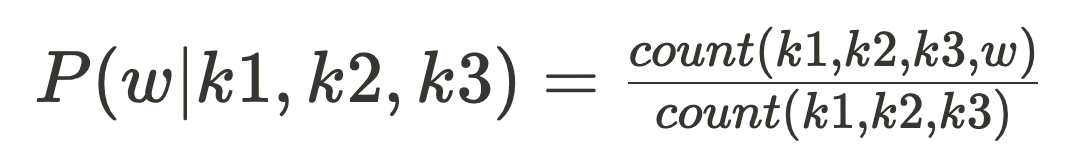 P(w|k1, k2, k3) = count(k1,k2,k3,w)
count(k1,k2,k3)